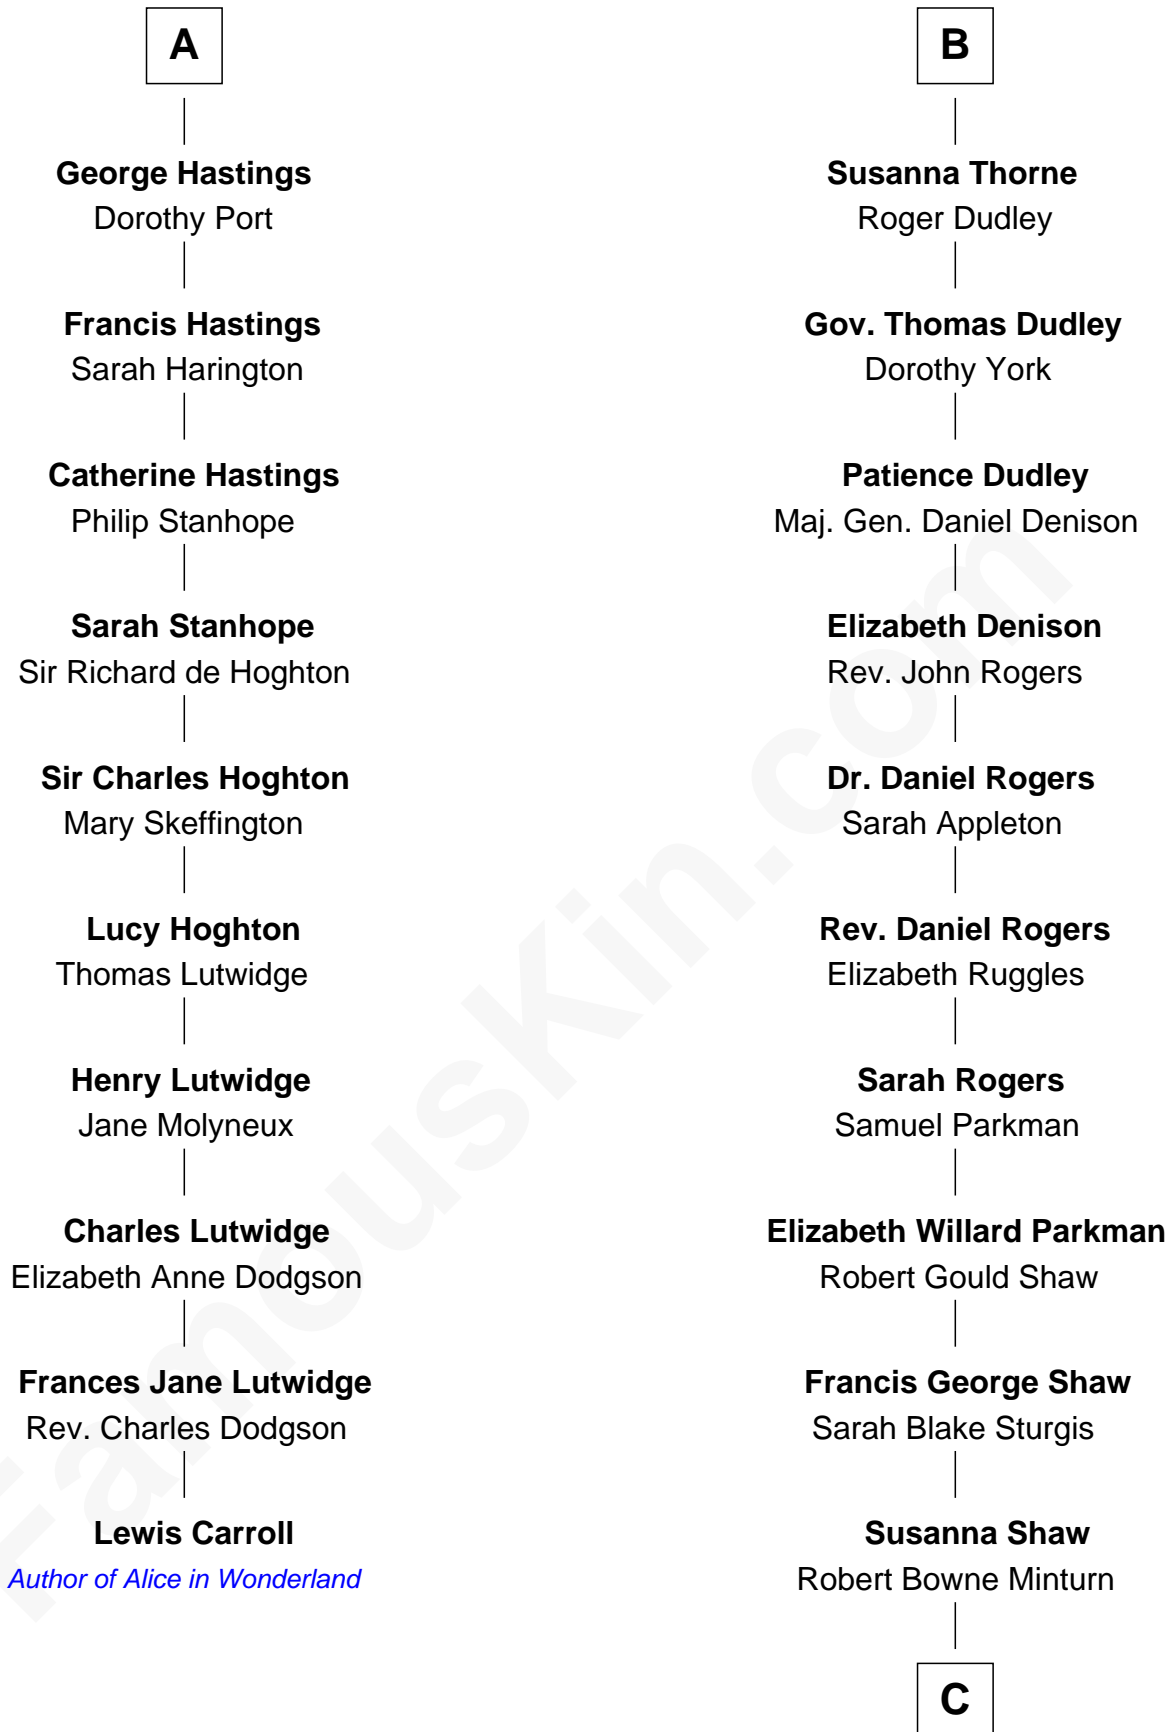 A
George Hastings
Dorothy Port
Francis Hastings
Sarah Harington
Catherine Hastings
Philip Stanhope
Sarah Stanhope
Sir Richard de Hoghton
Sir Charles Hoghton
Mary Skeffington
Lucy Hoghton
Thomas Lutwidge
Henry Lutwidge
Jane Molyneux
Charles Lutwidge
Elizabeth Anne Dodgson
Frances Jane Lutwidge
Rev. Charles Dodgson
Lewis Carroll
Author of Alice in Wonderland
B
Susanna Thorne
Roger Dudley
Gov. Thomas Dudley
Dorothy York
Patience Dudley
Maj. Gen. Daniel Denison
Elizabeth Denison
Rev. John Rogers
Dr. Daniel Rogers
Sarah Appleton
Rev. Daniel Rogers
Elizabeth Ruggles
Sarah Rogers
Samuel Parkman
Elizabeth Willard Parkman
Robert Gould Shaw
Francis George Shaw
Sarah Blake Sturgis
Susanna Shaw
Robert Bowne Minturn
C
FamousKin.com